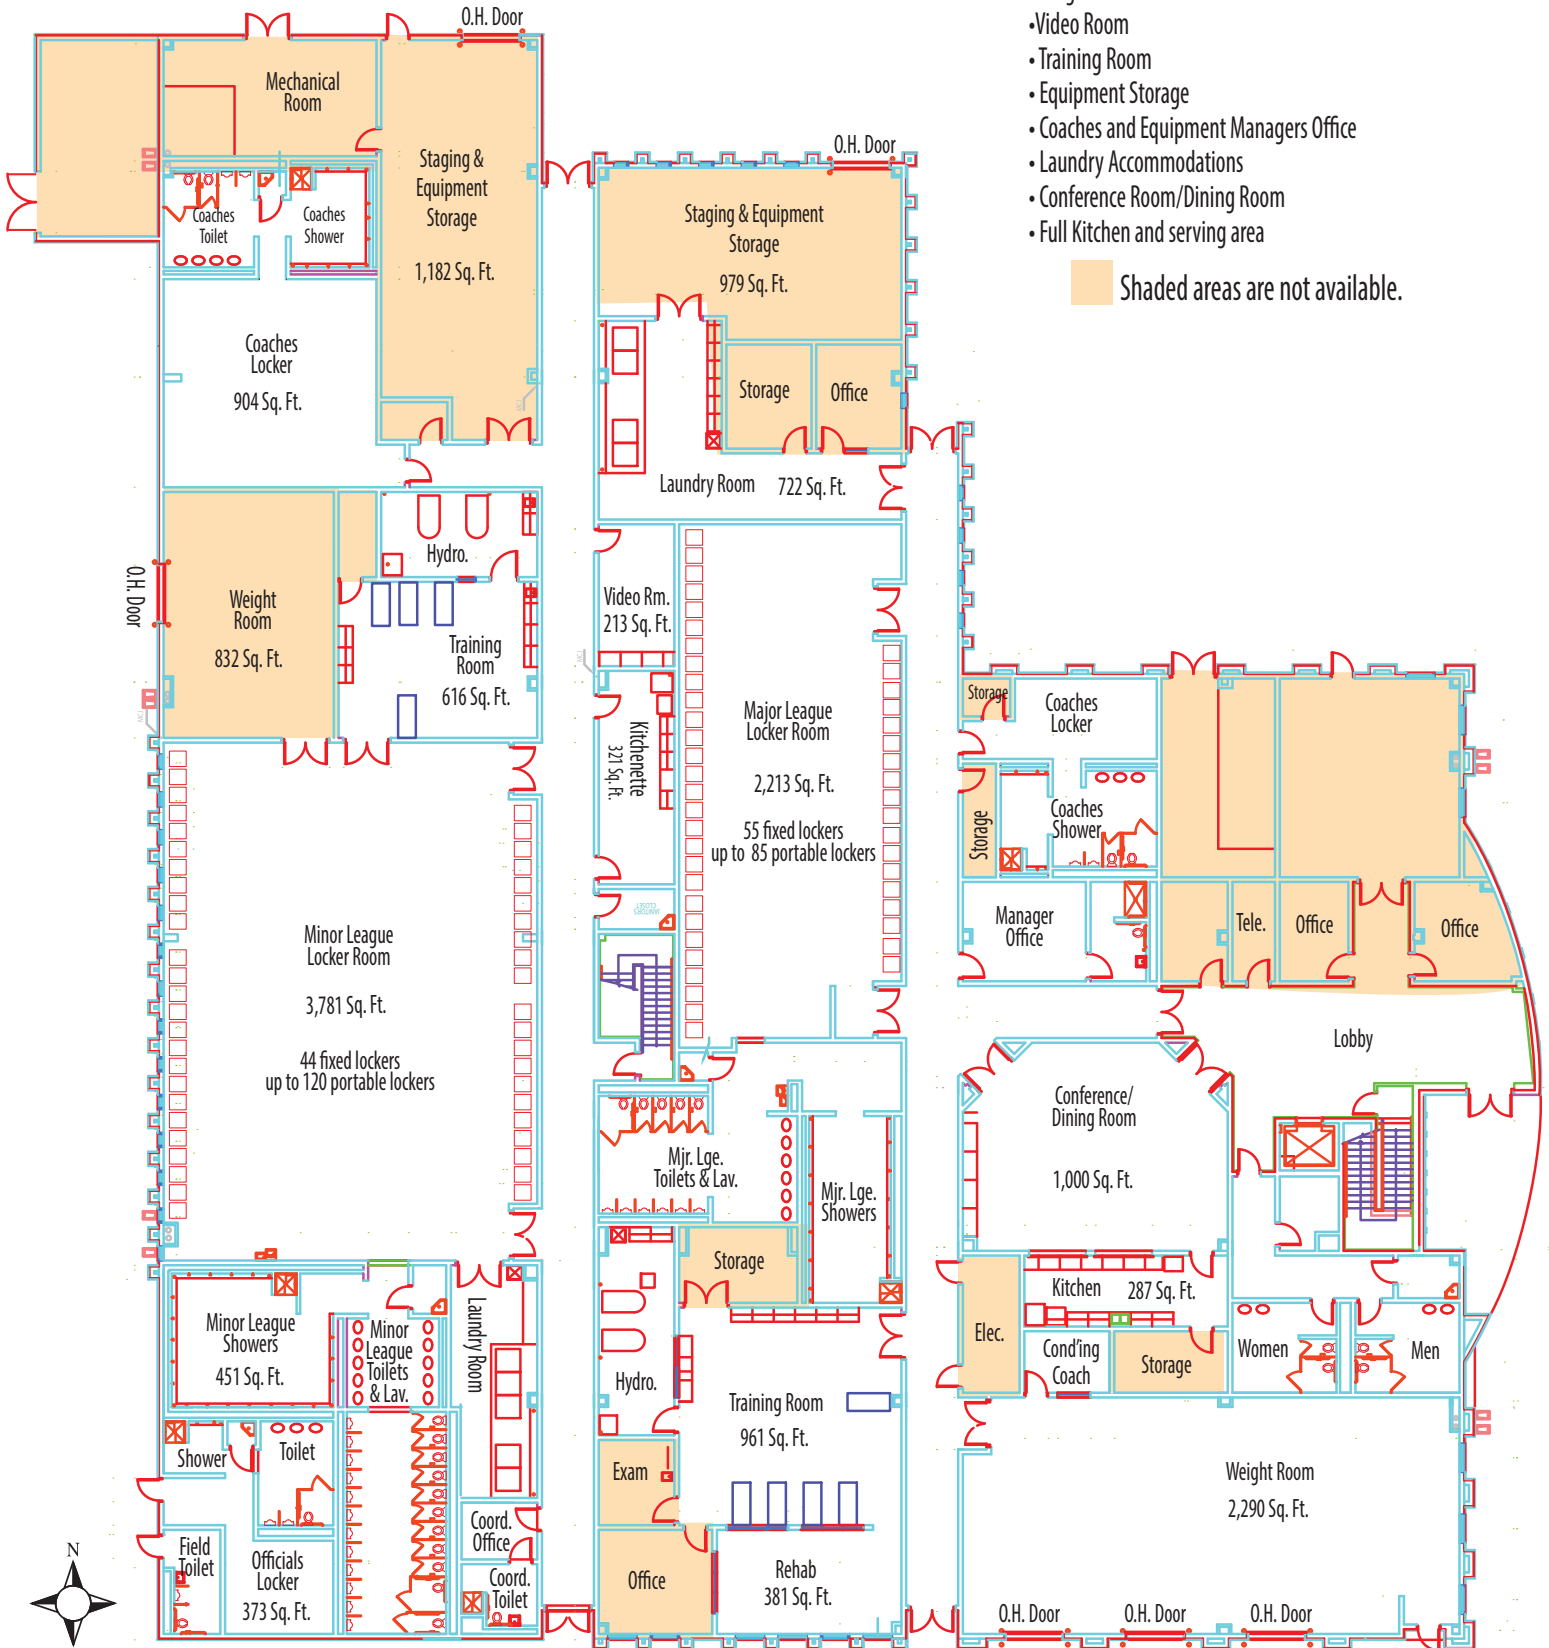 •Video Room
• Training Room
• Equipment Storage
• Coaches and Equipment Managers Office
• Laundry Accommodations
• Conference Room/Dining Room
• Full Kitchen and serving area
Shaded areas are not available.
O.H. Door
Mechanical
Room
Staging &
Equipment
Storage
1,182 Sq. Ft.
Coaches
Toilet
Coaches
Shower
Coaches
Locker
904 Sq. Ft.
O.H. Door
Staging & Equipment
Storage
979 Sq. Ft.
Storage
Office
Laundry Room 722 Sq. Ft.
Hydro.
O.H. Door
Weight
Room
832 Sq. Ft.
Training
Room
616 Sq. Ft.
Video Rm.
213 Sq. Ft.
Kitchenette
321 Sq. Ft.
Major League
Locker Room
2,213 Sq. Ft.
55 fixed lockers
up to 85 portable lockers
JANITORS
CLOSET
Storage
Coaches
Locker
Storage
Coaches
Shower
Manager
Office
Tele.
Office
Office
Lobby
Minor League
Locker Room
3,781 Sq. Ft.
44 fixed lockers
up to 120 portable lockers
Mjr. Lge.
Toilets & Lav.
Mjr. Lge.
Showers
Conference/
Dining Room
1,000 Sq. Ft.
Storage
Kitchen 287 Sq. Ft.
Elec.
Cond'ing
Coach
Storage
Women
Men
Minor League
Showers
451 Sq. Ft.
Minor
League
Toilets
& Lav.
Laundry Room
Hydro.
Training Room
961 Sq. Ft.
Exam
Office
Rehab
381 Sq. Ft.
Weight Room
2,290 Sq. Ft.
Shower
Toilet
Field
Toilet
Officials
Locker
373 Sq. Ft.
Coord.
Office
Coord.
Toilet
O.H. Door
O.H. Door
O.H. Door
N